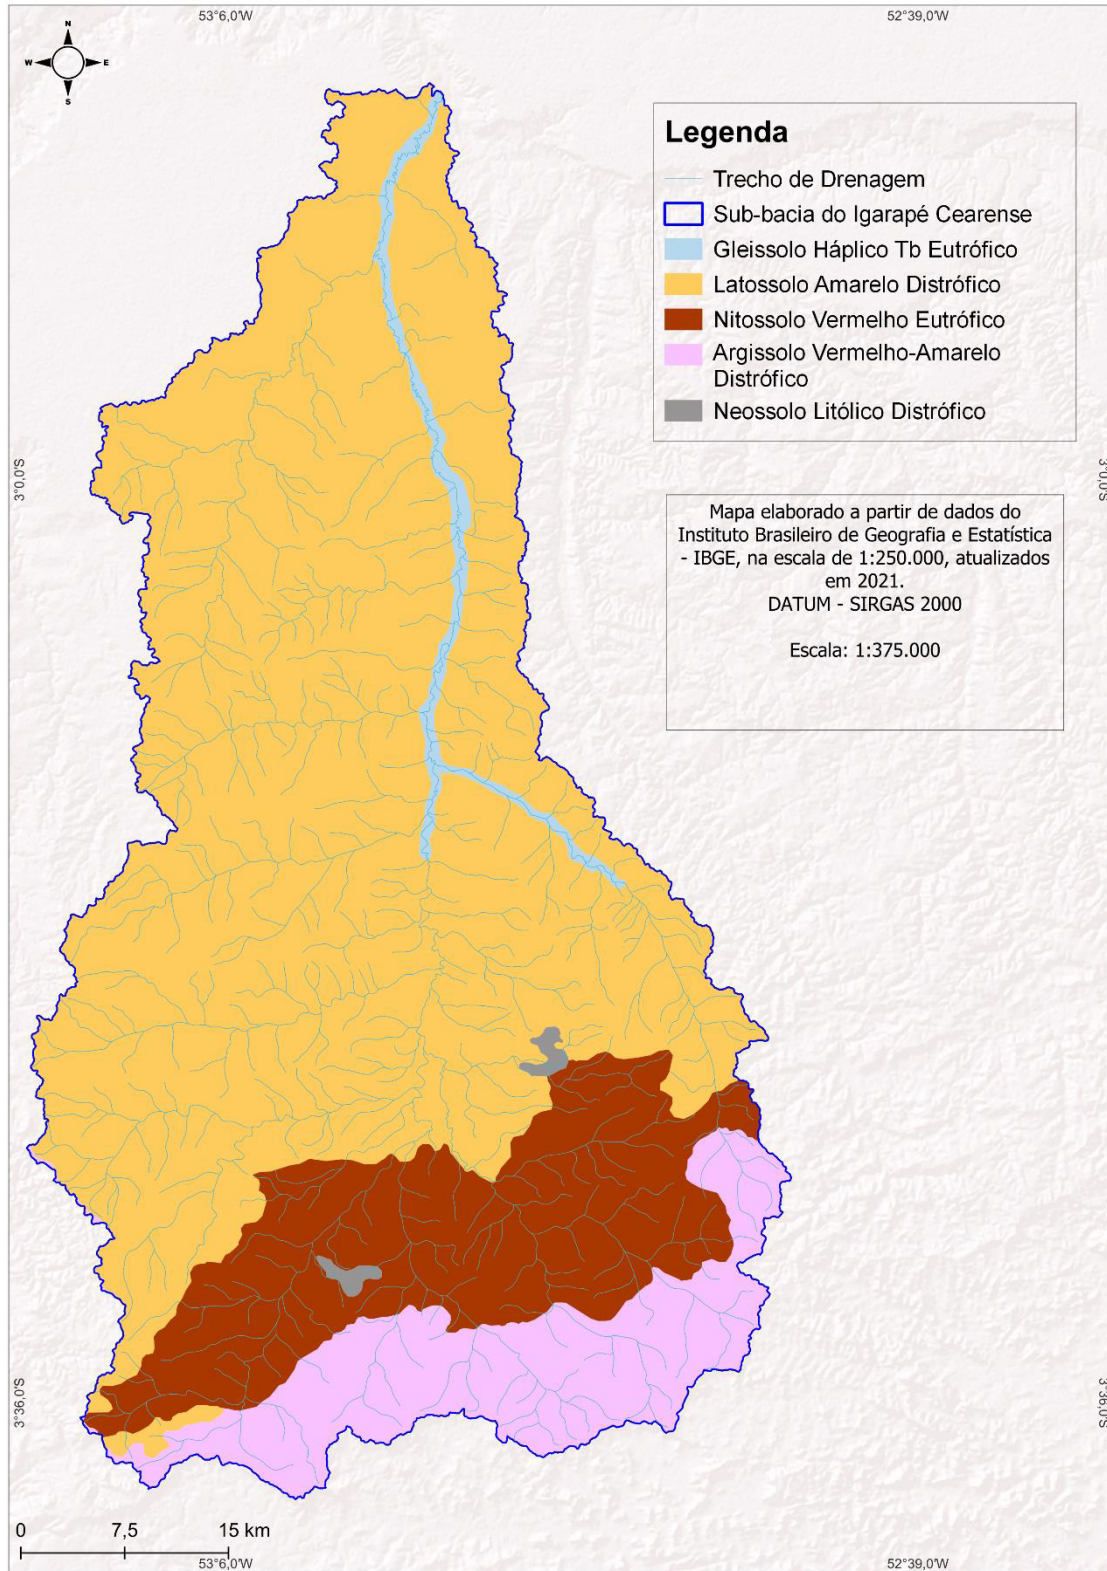 53°6,0'W
52°39,0'W
N
W
E
S
Legenda
Trecho de Drenagem
Sub-bacia do Igarapé Cearense
Gleissolo Háplico Tb Eutrófico
Latossolo Amarelo Distrófico
Nitossolo Vermelho Eutrófico
Argissolo Vermelho-Amarelo
Distrófico
Neossolo Litólico Distrófico
3°0,0'S
3°0,0'S
Mapa elaborado a partir de dados do
Instituto Brasileiro de Geografia e Estatística
- IBGE, na escala de 1:250.000, atualizados
em 2021.
DATUM - SIRGAS 2000
Escala: 1:375.000
3°36,0'S
3°36,0'S
0
7,5
15 km
53°6,0'W
52°39,0'W